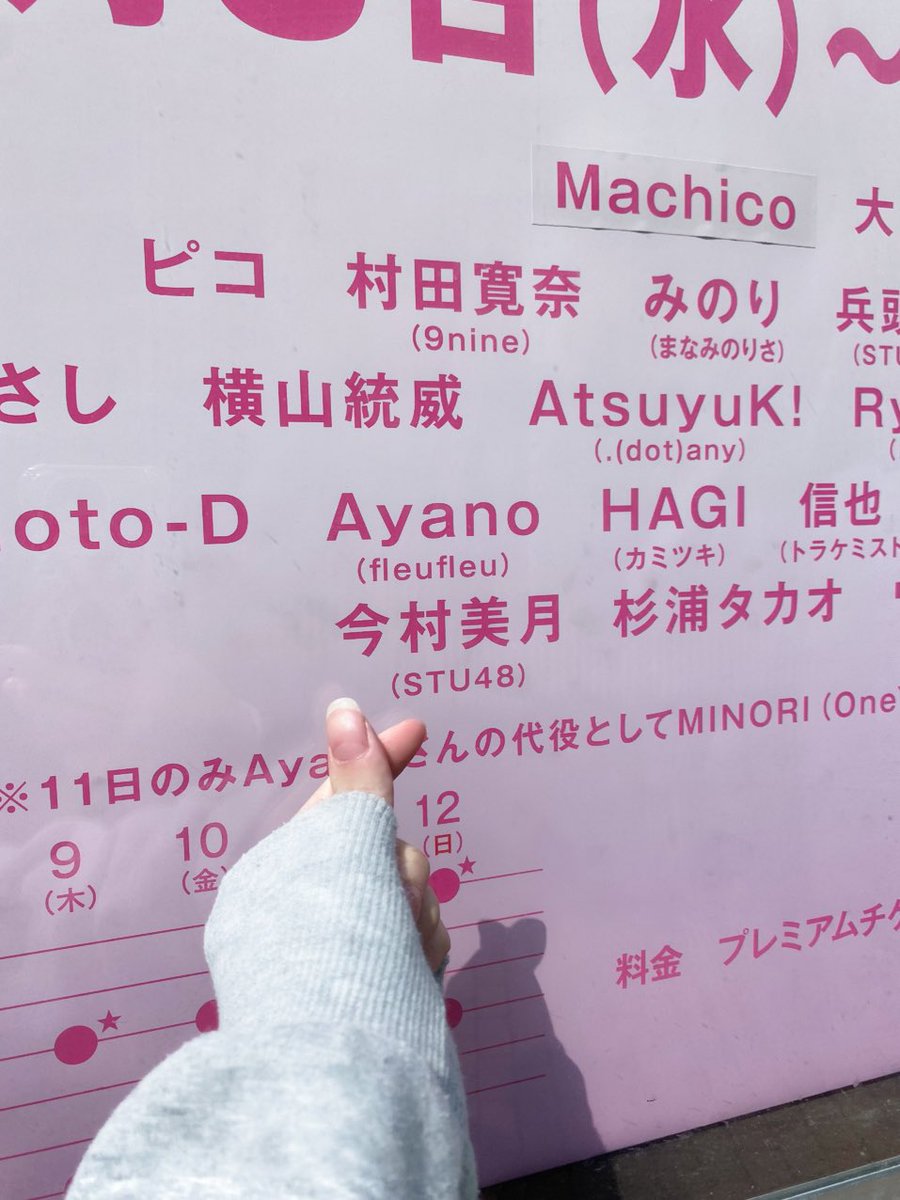 日(水)～
Machico 大
ピコ 村田寛奈 みのり 兵頭
(9nine) (まなみのりさ) (STU
さし 横山統威 AtsuyuK! Ry
(.(dot)any) (
oto-D Ayano HAGI 信也
(fleufleu) (カミツキ) (トラケミスト
今村美月 杉浦タカオ
(STU48)
※11日のみAya さんの代役としてMINORI (One
9 10 12
(木) (金 (日)
★
料金 プレミアムチケ
★